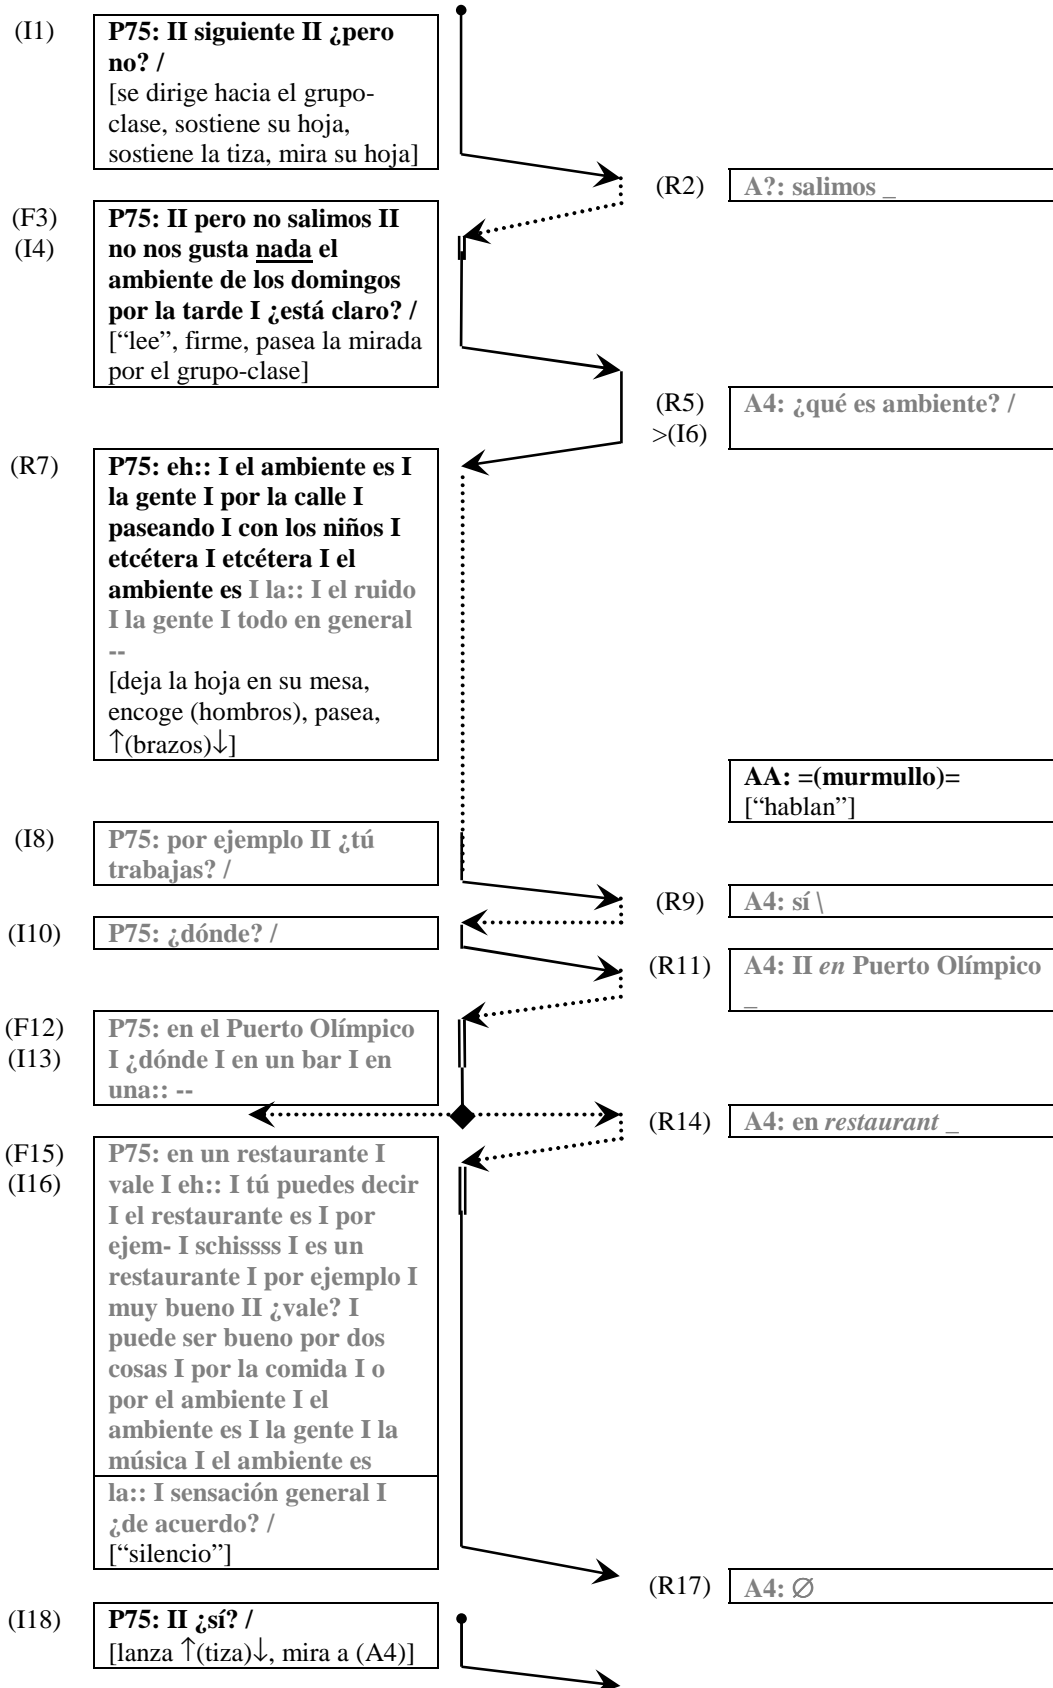 (I1)
P75: II siguiente II ¿pero
no? /
[se dirige hacia el grupo-
clase, sostiene su hoja,
sostiene la tiza, mira su hoja]
(R2)
A?: salimos _
(F3)
(I4)
P75: II pero no salimos II
no nos gusta nada el
ambiente de los domingos
por la tarde I ¿está claro? /
[“lee”, firme, pasea la mirada
por el grupo-clase]
(R5)
>(I6)
A4: ¿qué es ambiente? /
(R7)
P75: eh:: I el ambiente es I
la gente I por la calle I
paseando I con los niños I
etcétera I etcétera I el
ambiente es I la:: I el ruido
I la gente I todo en general
--
[deja la hoja en su mesa,
encoge (hombros), pasea,
↑(brazos)↓]
AA: =(murmullo)=
[“hablan”]
(I8)
P75: por ejemplo II ¿tú
trabajas? /
(R9)
A4: sí \
(I10)
P75: ¿dónde? /
(R11)
A4: II en Puerto Olímpico
_
(F12)
(I13)
P75: en el Puerto Olímpico
I ¿dónde I en un bar I en
una:: --
(R14)
A4: en restaurant _
(F15)
(I16)
P75: en un restaurante I
vale I eh:: I tú puedes decir
I el restaurante es I por
ejem- I schissss I es un
restaurante I por ejemplo I
muy bueno II ¿vale? I
puede ser bueno por dos
cosas I por la comida I o
por el ambiente I el
ambiente es I la gente I la
música I el ambiente es
la:: I sensación general I
¿de acuerdo? /
[“silencio”]
(R17)
A4: ∅
(I18)
P75: II ¿sí? /
[lanza ↑(tiza)↓, mira a (A4)]